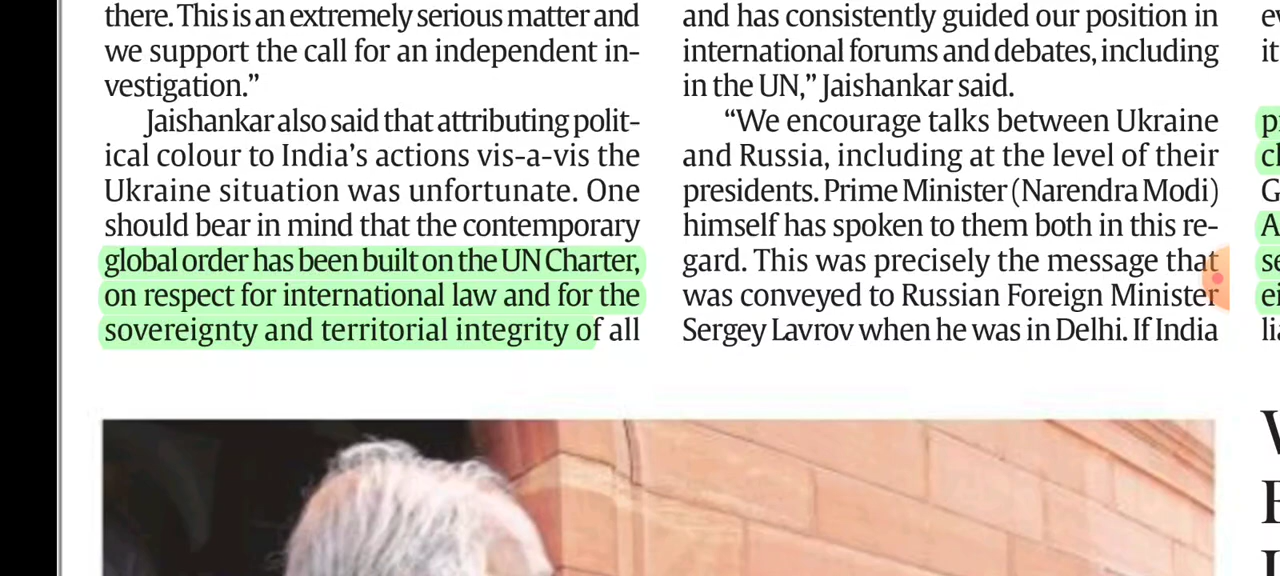 there. This is an extremely serious matter and
we support the call for an independent in-
vestigation.”
Jaishankar also said that attributing polit-
ical colour to India’s actions vis-a-vis the
Ukraine situation was unfortunate. One
should bear in mind that the contemporary
global order has been built on the UN Charter,
on respect for international law and for the
sovereignty and territorial integrity of all
and has consistently guided our position in
international forums and debates, including
in the UN,” Jaishankar said.
“We encourage talks between Ukraine
and Russia, including at the level of their
presidents. Prime Minister (Narendra Modi)
himself has spoken to them both in this re-
gard. This was precisely the message that
was conveyed to Russian Foreign Minister
Sergey Lavrov when he was in Delhi. If India